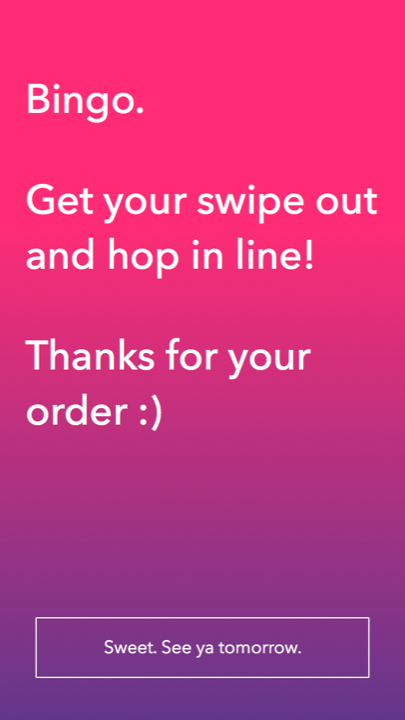 Bingo.
Get your swipe out
and hop in line!
Thanks for your
order :)
Sweet. See ya tomorrow.